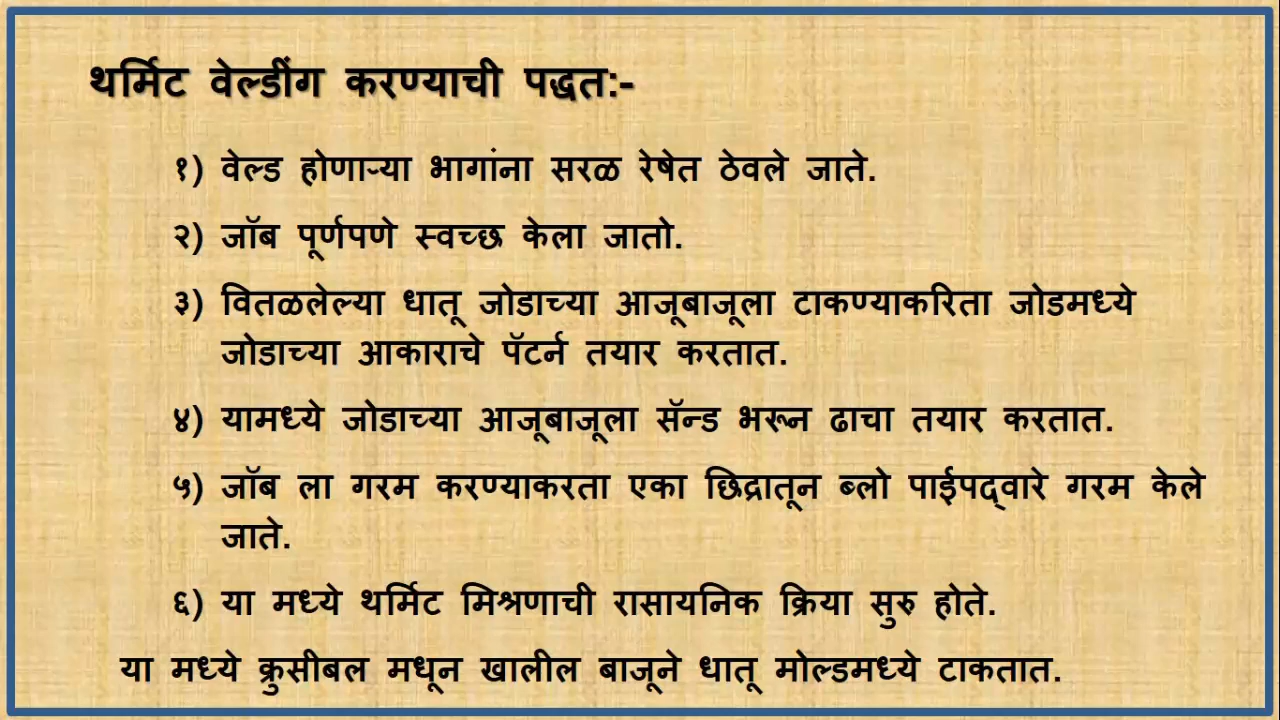 थर्मिट वेल्डींग करण्याची पद्धत:-
१) वेल्ड होणाऱ्या भागांना सरळ रेषेत ठेवले जाते.
२) जॉब पूर्णपणे स्वच्छ केला जातो.
३) वितळलेल्या धातू जोडाच्या आजूबाजूला टाकण्याकरिता जोडमध्ये
जोडाच्या आकाराचे पॅटर्न तयार करतात.
४) यामध्ये जोडाच्या आजूबाजूला सॅन्ड भरून ढाचा तयार करतात.
५) जॉब ला गरम करण्याकरता एका छिद्रातून ब्लो पाईपद्वारे गरम केले
जाते.
६) या मध्ये थर्मिट मिश्रणाची रासायनिक क्रिया सुरु होते.
या मध्ये क्रुसीबल मधून खालील बाजूने धातू मोल्डमध्ये टाकतात.